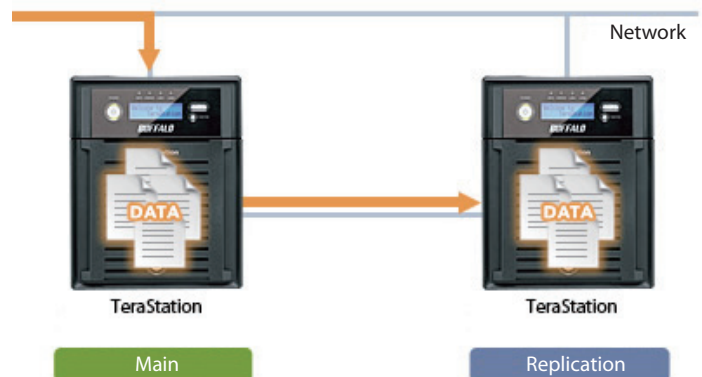 Network
BUFFALO
BUFFALO
DATA
DATA
TeraStation
TeraStation
Main
Replication